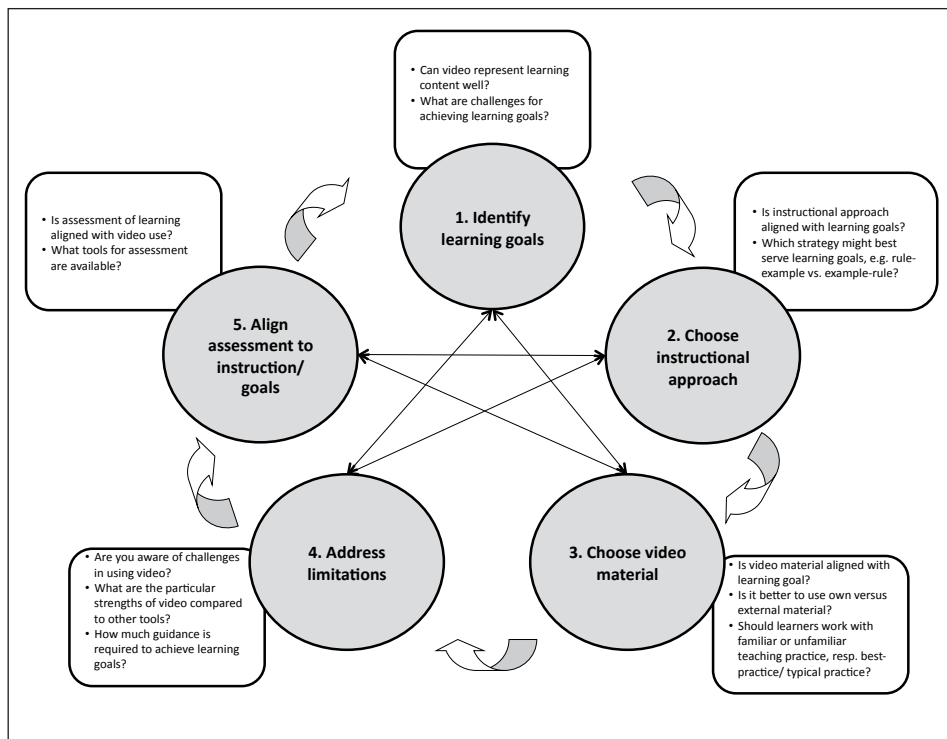 • Can video represent learning
content well?
• What are challenges for
achieving learning goals?
1. Identify
learning goals
• Is instructional approach
aligned with learning goals?
• Which strategy might best
serve learning goals, e.g. rule-
example vs. example-rule?
2. Choose
instructional
approach
• Is video material aligned with
learning goal?
• Is it better to use own versus
external material?
• Should learners work with
familiar or unfamiliar
teaching practice, resp. best-
practice/ typical practice?
3. Choose video
material
• Are you aware of challenges
in using video?
• What are the particular
strengths of video compared
to other tools?
• How much guidance is
required to achieve learning
goals?
4. Address
limitations
• Is assessment of learning
aligned with video use?
• What tools for assessment
are available?
5. Align
assessment to
instruction/
goals